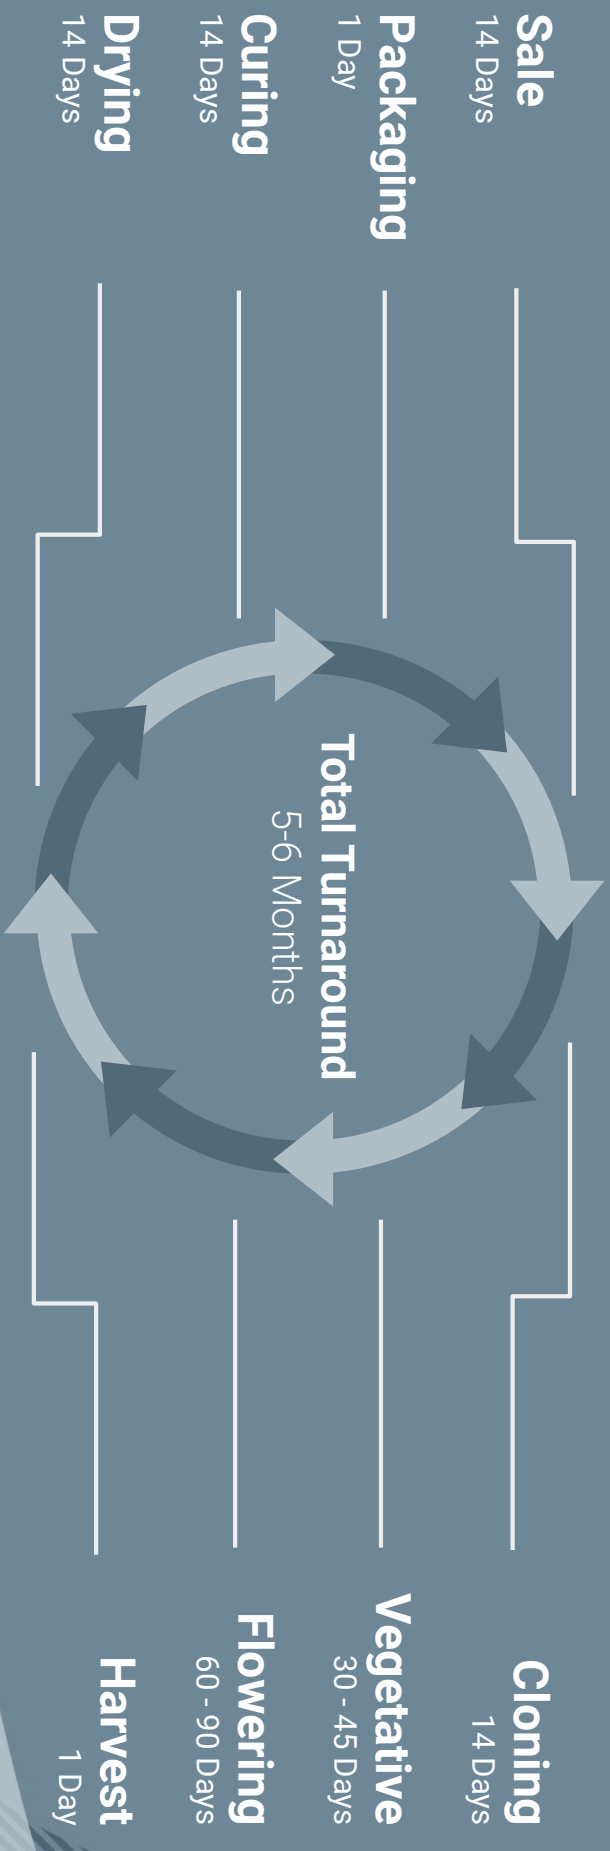 Sale
14 Days
Packaging
1 Day
Curing
14 Days
Drying
14 Days
Total Turnaround
5-6 Months
Cloning
14 Days
Vegetative
30 - 45 Days
Flowering
60 - 90 Days
Harvest
1 Day